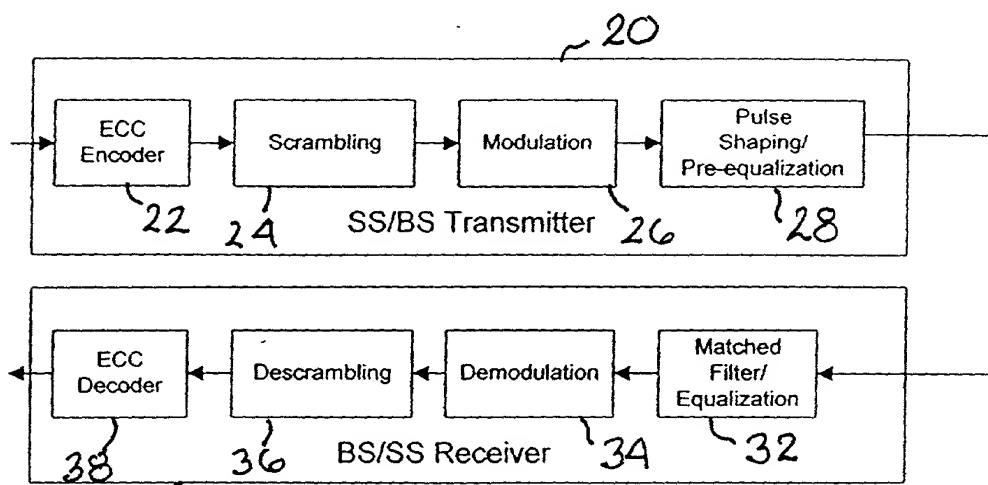 20
ECC
Encoder
Scrambling
Modulation
Pulse
Shaping/
Pre-equalization
22
24
SS/BS Transmitter
26
28
ECC
Decoder
Descrambling
Demodulation
Matched
Filter/
Equalization
38
36
BS/SS Receiver
34
32